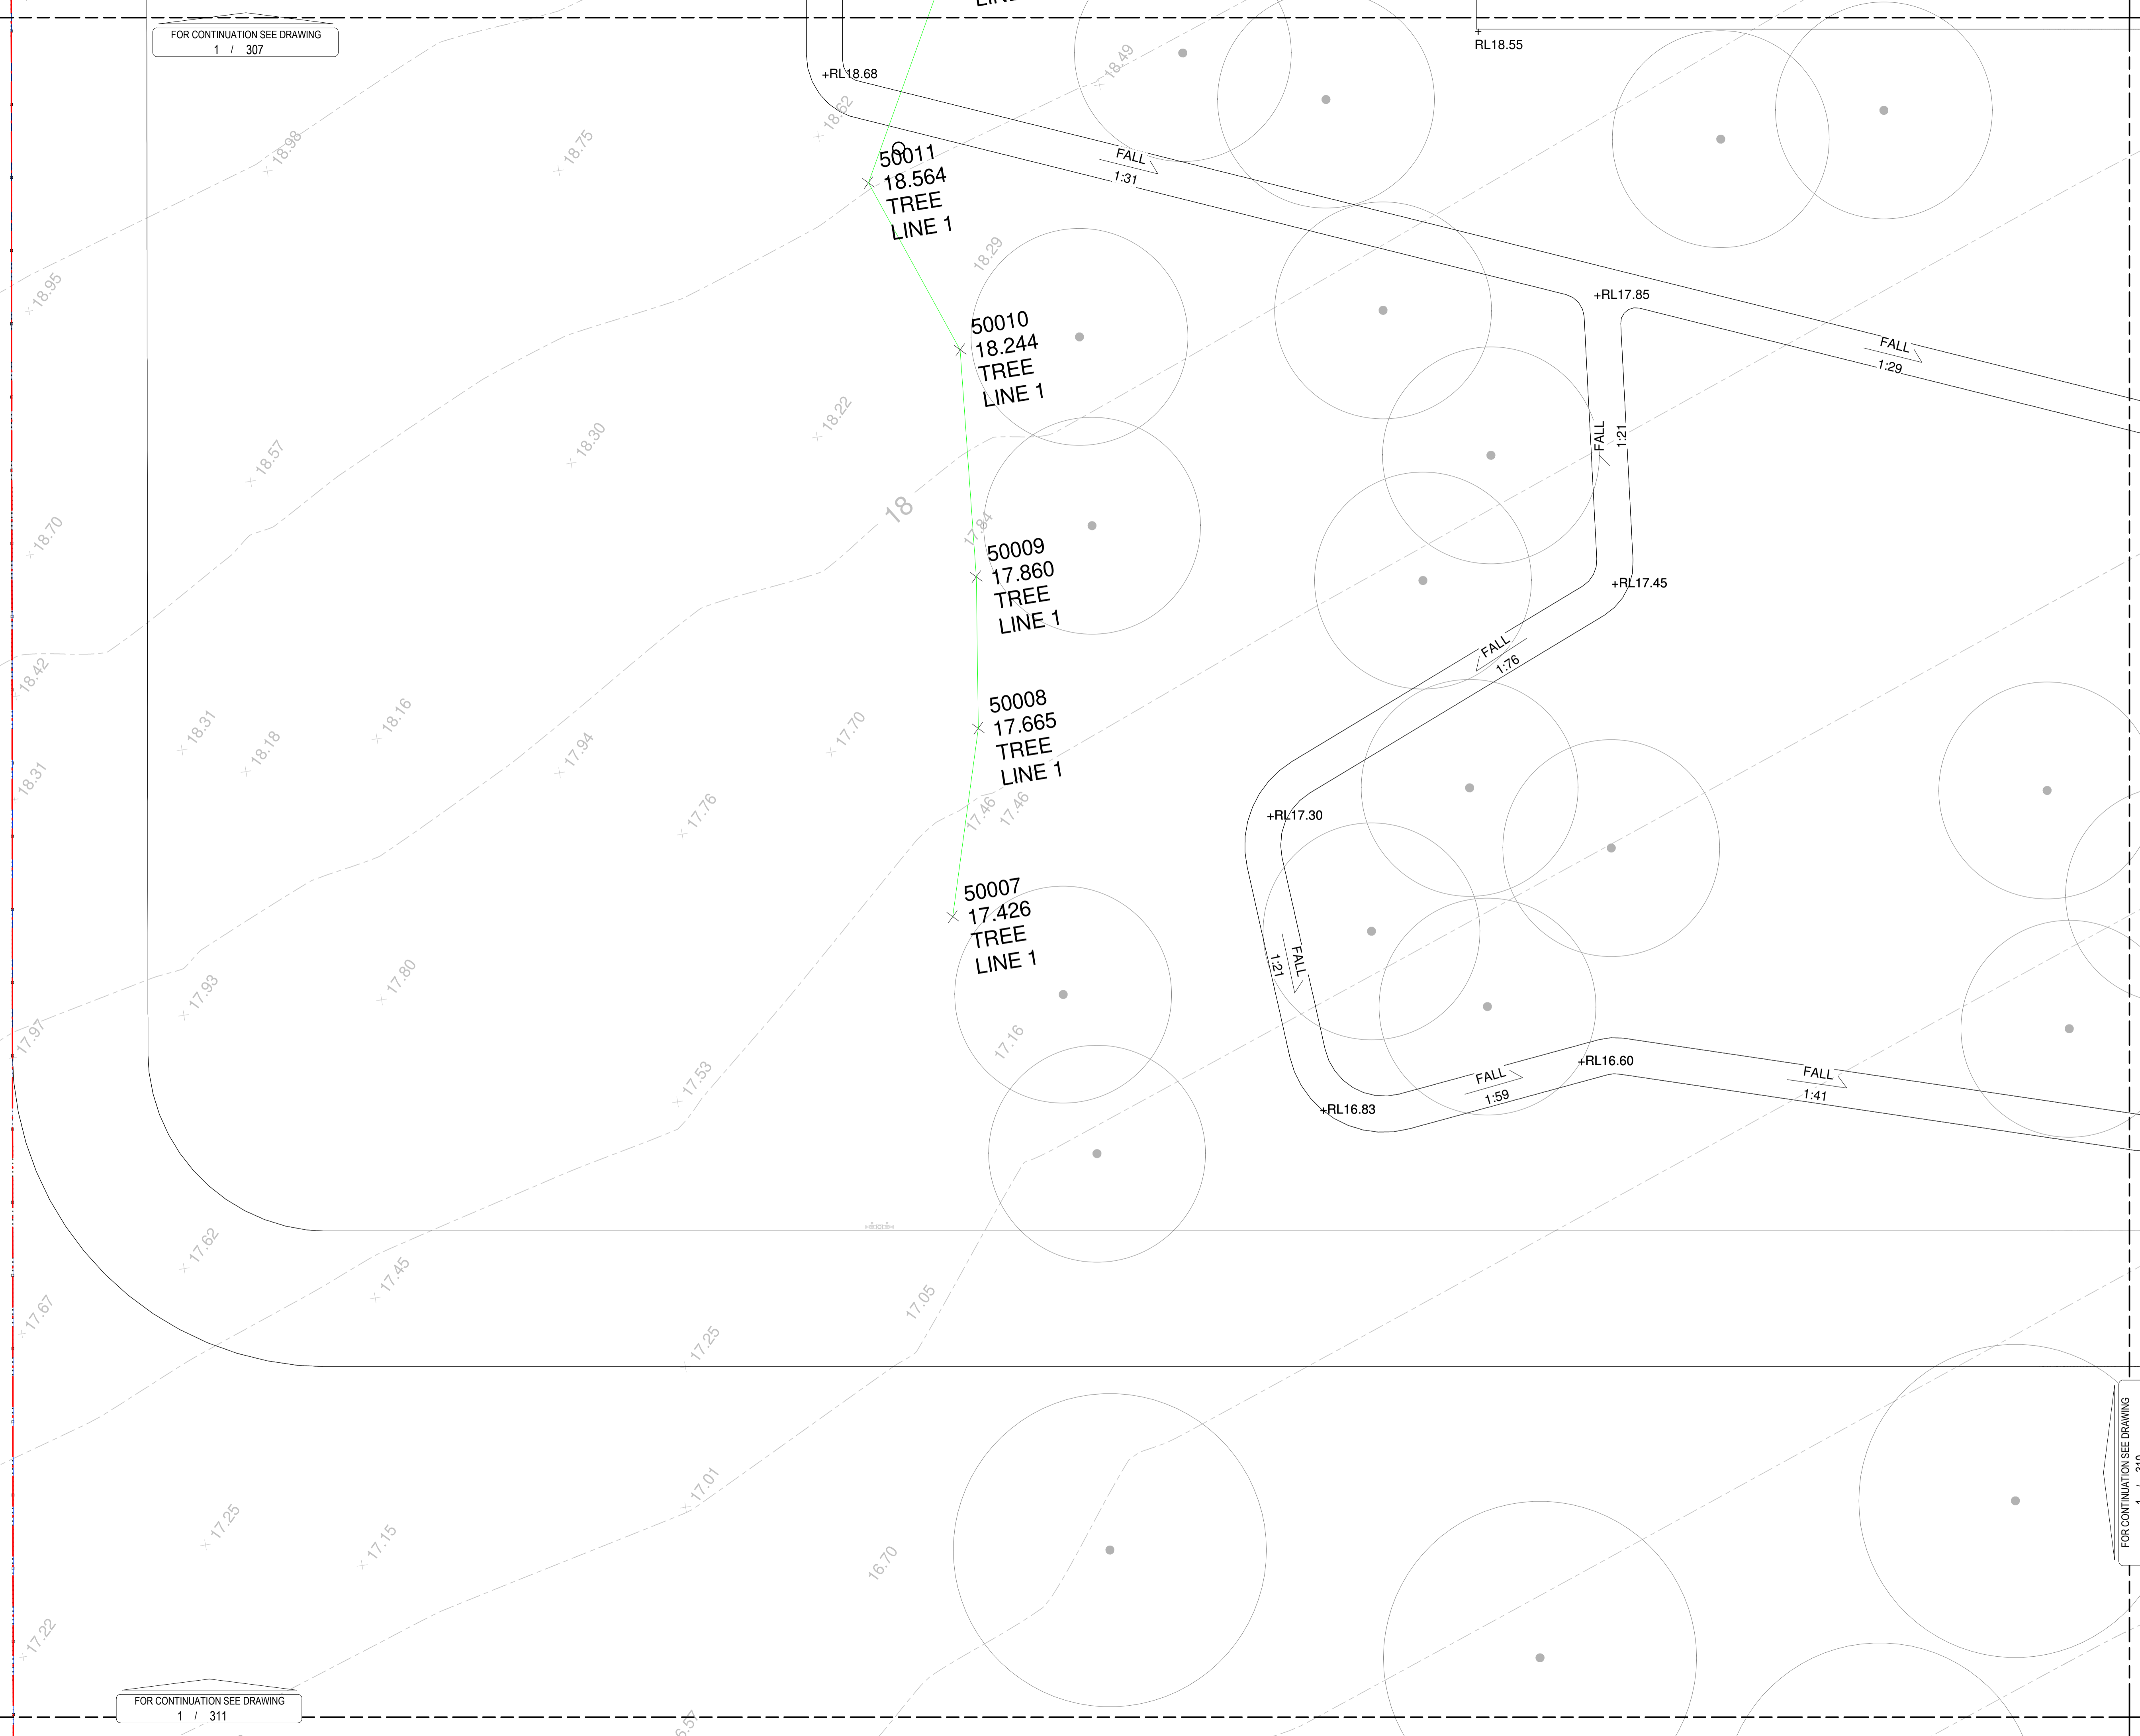 FOR CONTINUATION SEE DRAWING
1 / 307
RL18.55
+RL18.68
18.49
18.62
18.98
18.75
FALL
1:31
50011
18.564
TREE
LINE 1
18.29
18.95
+RL17.85
50010
18.244
TREE
LINE 1
FALL
1:29
18.22
18.30
18.57
FALL
1:21
18
18.70
17.84
50009
17.860
TREE
LINE 1
+RL17.45
FALL
1:76
18.42
18.31
18.18
18.16
17.94
17.70
50008
17.665
TREE
LINE 1
18.31
17.76
17.46
17.46
+RL17.30
50007
17.426
TREE
LINE 1
FALL
1:21
17.93
17.80
17.97
17.16
17.53
+RL16.60
FALL
1:59
FALL
1:41
+RL16.83
17.62
17.45
17.05
17.67
17.25
FOR CONTINUATION SEE DRAWING
17.01
17.25
17.15
16.70
17.22
FOR CONTINUATION SEE DRAWING
1 / 311